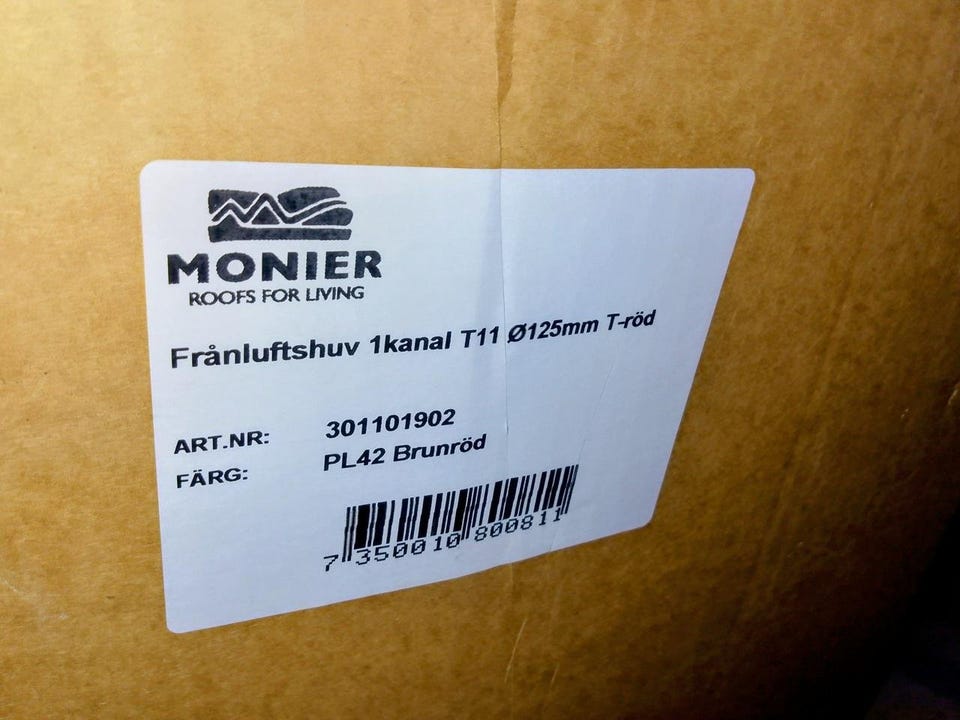 MONIER
ROOFS FOR LIVING
Frånluftshuv 1kanal T11 Ø125mm T-röd
ART.NR: 301101902
FÄRG: PL42 Brunröd
7 350010 800811